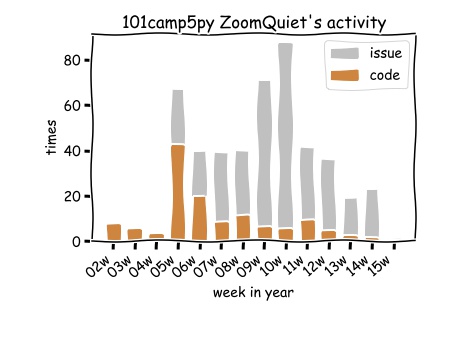 101camp5py ZoomQuiet's activity
issue
code
times
80
60
40
20
0
02w 03w 04w 05w 06w 07w 08w 09w 10w 11w 12w 13w 14w 15w
week in year